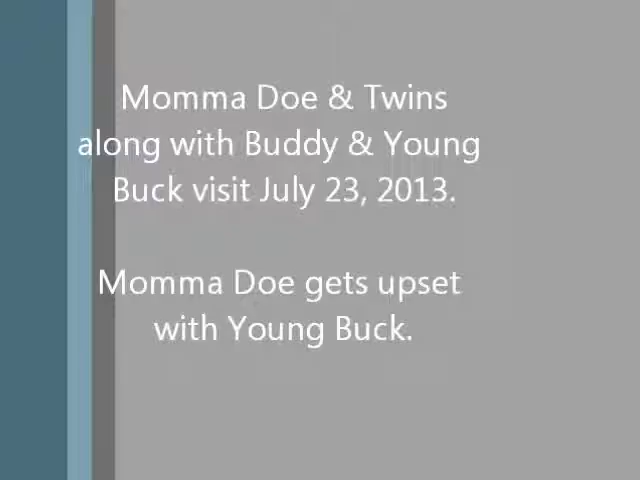 Momma Doe & Twins
along with Buddy & Young
Buck visit July 23, 2013.
Momma Doe gets upset
with Young Buck.